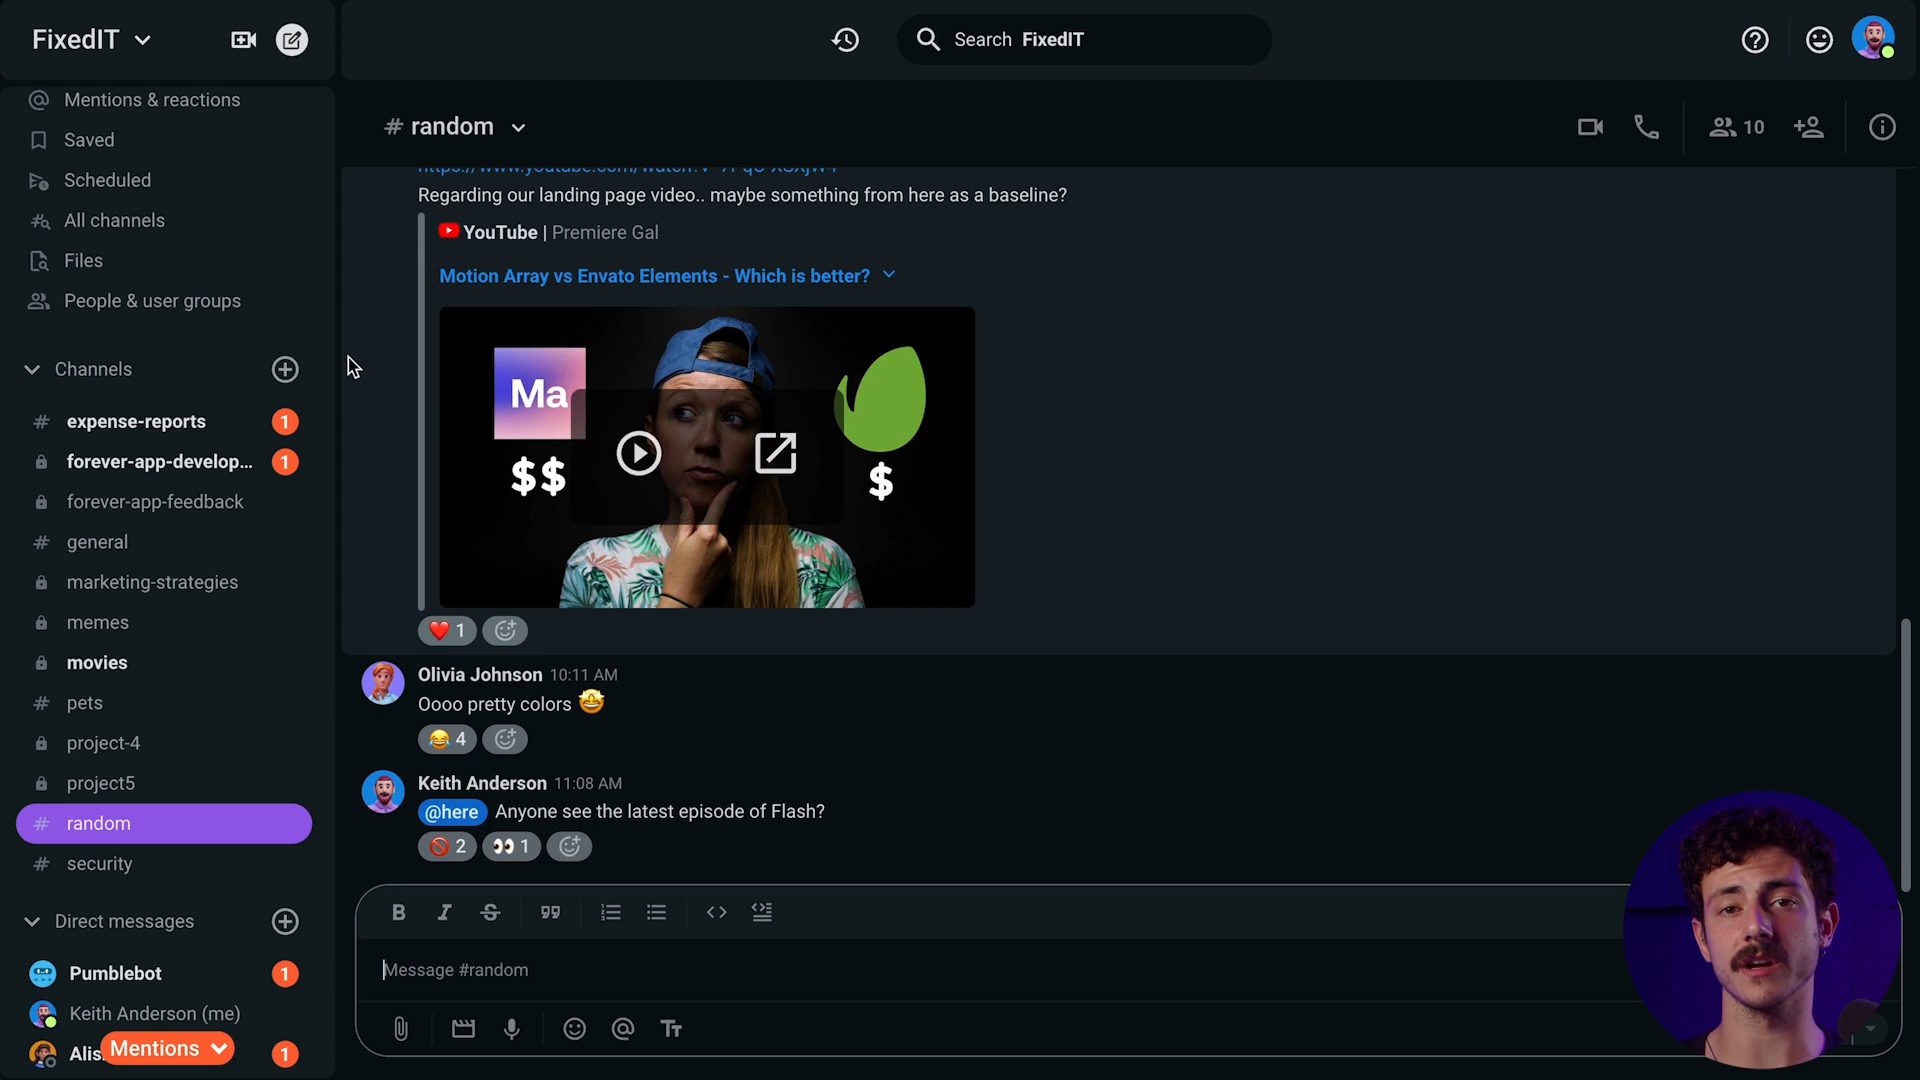 FixedIT
Search FixedIT
Mentions & reactions
Saved
Scheduled
All channels
Files
People & user groups
Channels
expense-reports 1
forever-app-develop... 1
forever-app-feedback
general
marketing-strategies
memes
movies
pets
project-4
project5
random
security
Direct messages
Pumblebot 1
Keith Anderson (me)
Alis 1
Mentions
# random
10
Regarding our landing page video.. maybe something from here as a baseline?
YouTube | Premiere Gal
Motion Array vs Envato Elements - Which is better?
Ma
$$
$
1
Olivia Johnson 10:11 AM
Oooo pretty colors 🤩
4
Keith Anderson 11:08 AM
@here Anyone see the latest episode of Flash?
2
1
Message #random